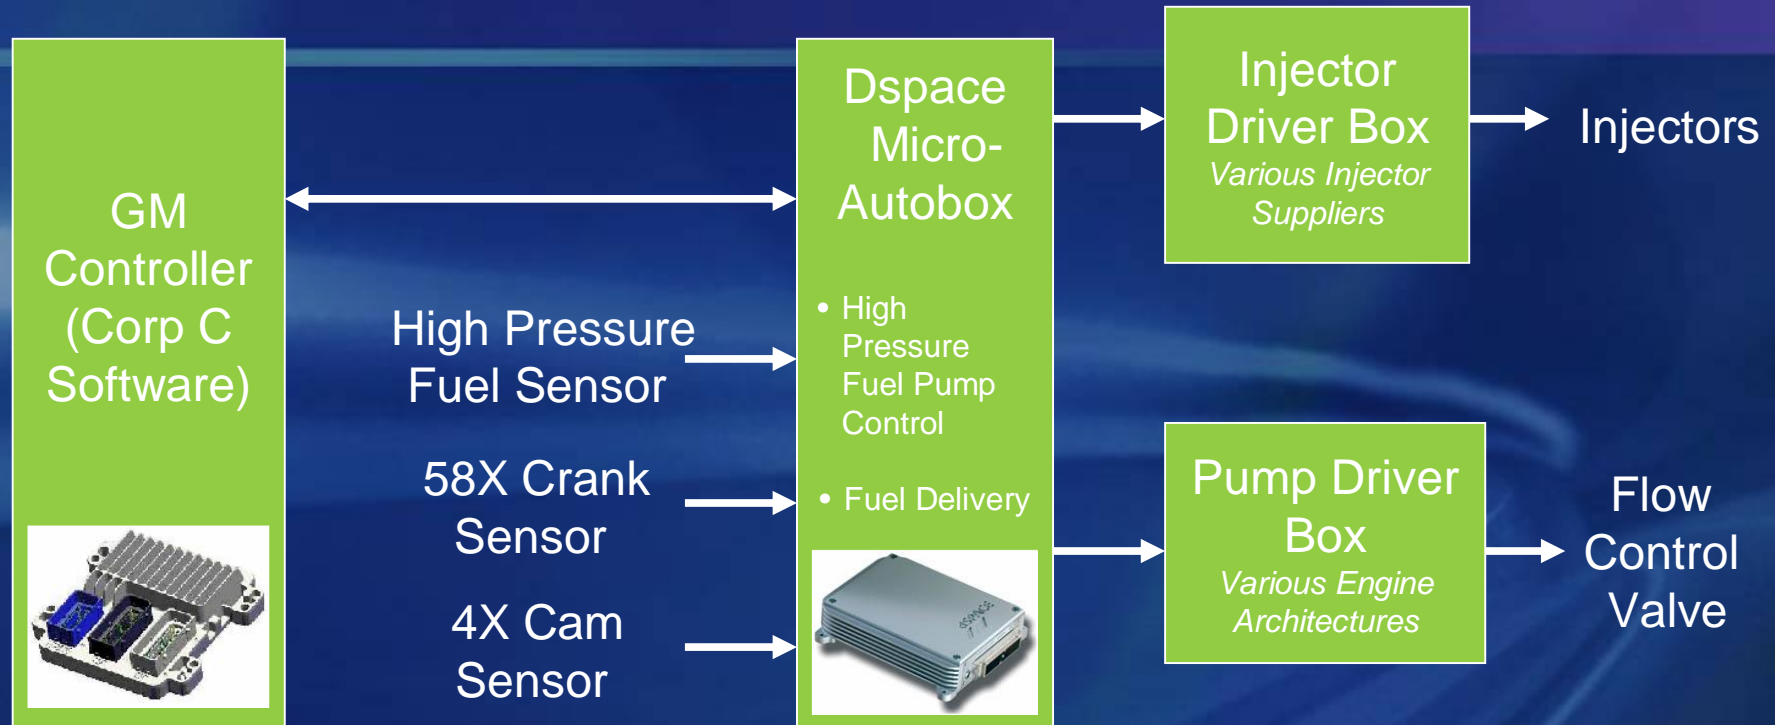 GM
Controller
(Corp C
Software)
High Pressure
Fuel Sensor
58X Crank
Sensor
4X Cam
Sensor
Dspace
Micro-
Autobox
• High
Pressure
Fuel Pump
Control
• Fuel Delivery
dSPACE
Injector
Driver Box
Various Injector
Suppliers
Injectors
Pump Driver
Box
Various Engine
Architectures
Flow
Control
Valve